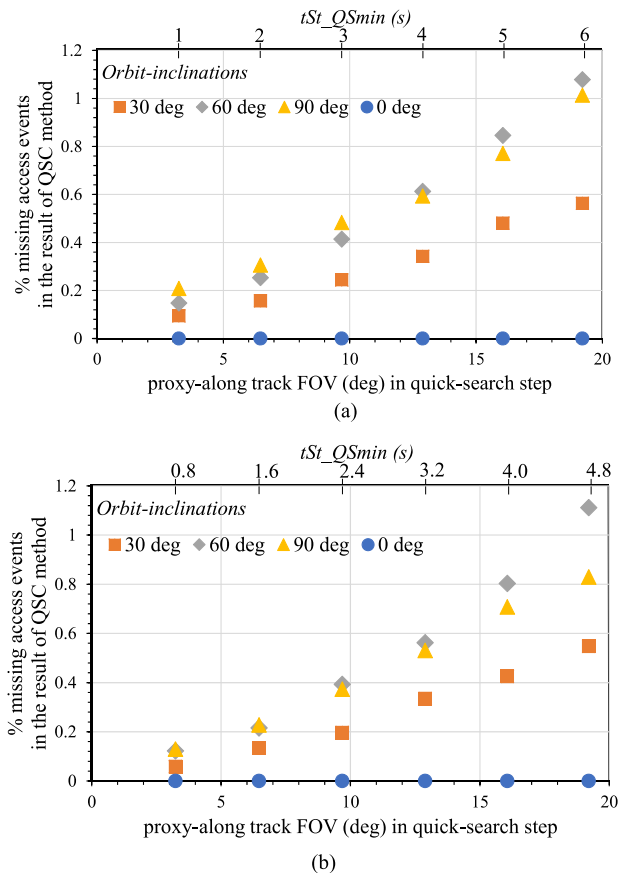 tSt_QSmin (s)
1 2 3 4 5 6
1.2
Orbit-inclinations
1
30 deg 60 deg 90 deg 0 deg
0.8
0.6
0.4
0.2
0
% missing access events
in the result of QSC method
0 5 10 15 20
proxy-along track FOV (deg) in quick-search step
(a)
tSt_QSmin (s)
0.8 1.6 2.4 3.2 4.0 4.8
1.2
Orbit-inclinations
1
30 deg 60 deg 90 deg 0 deg
0.8
0.6
0.4
0.2
0
% missing access events
in the result of QSC method
0 5 10 15 20
proxy-along track FOV (deg) in quick-search step
(b)